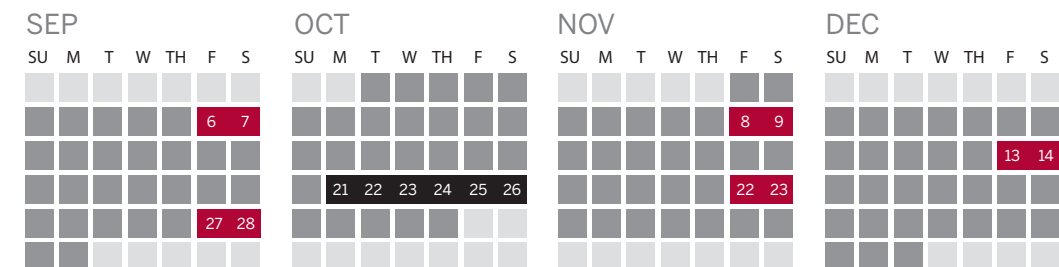 SEP
SU M T W TH F S
6 7
27 28
OCT
SU M T W TH F S
21 22 23 24 25 26
NOV
SU M T W TH F S
8 9
22 23
DEC
SU M T W TH F S
13 14